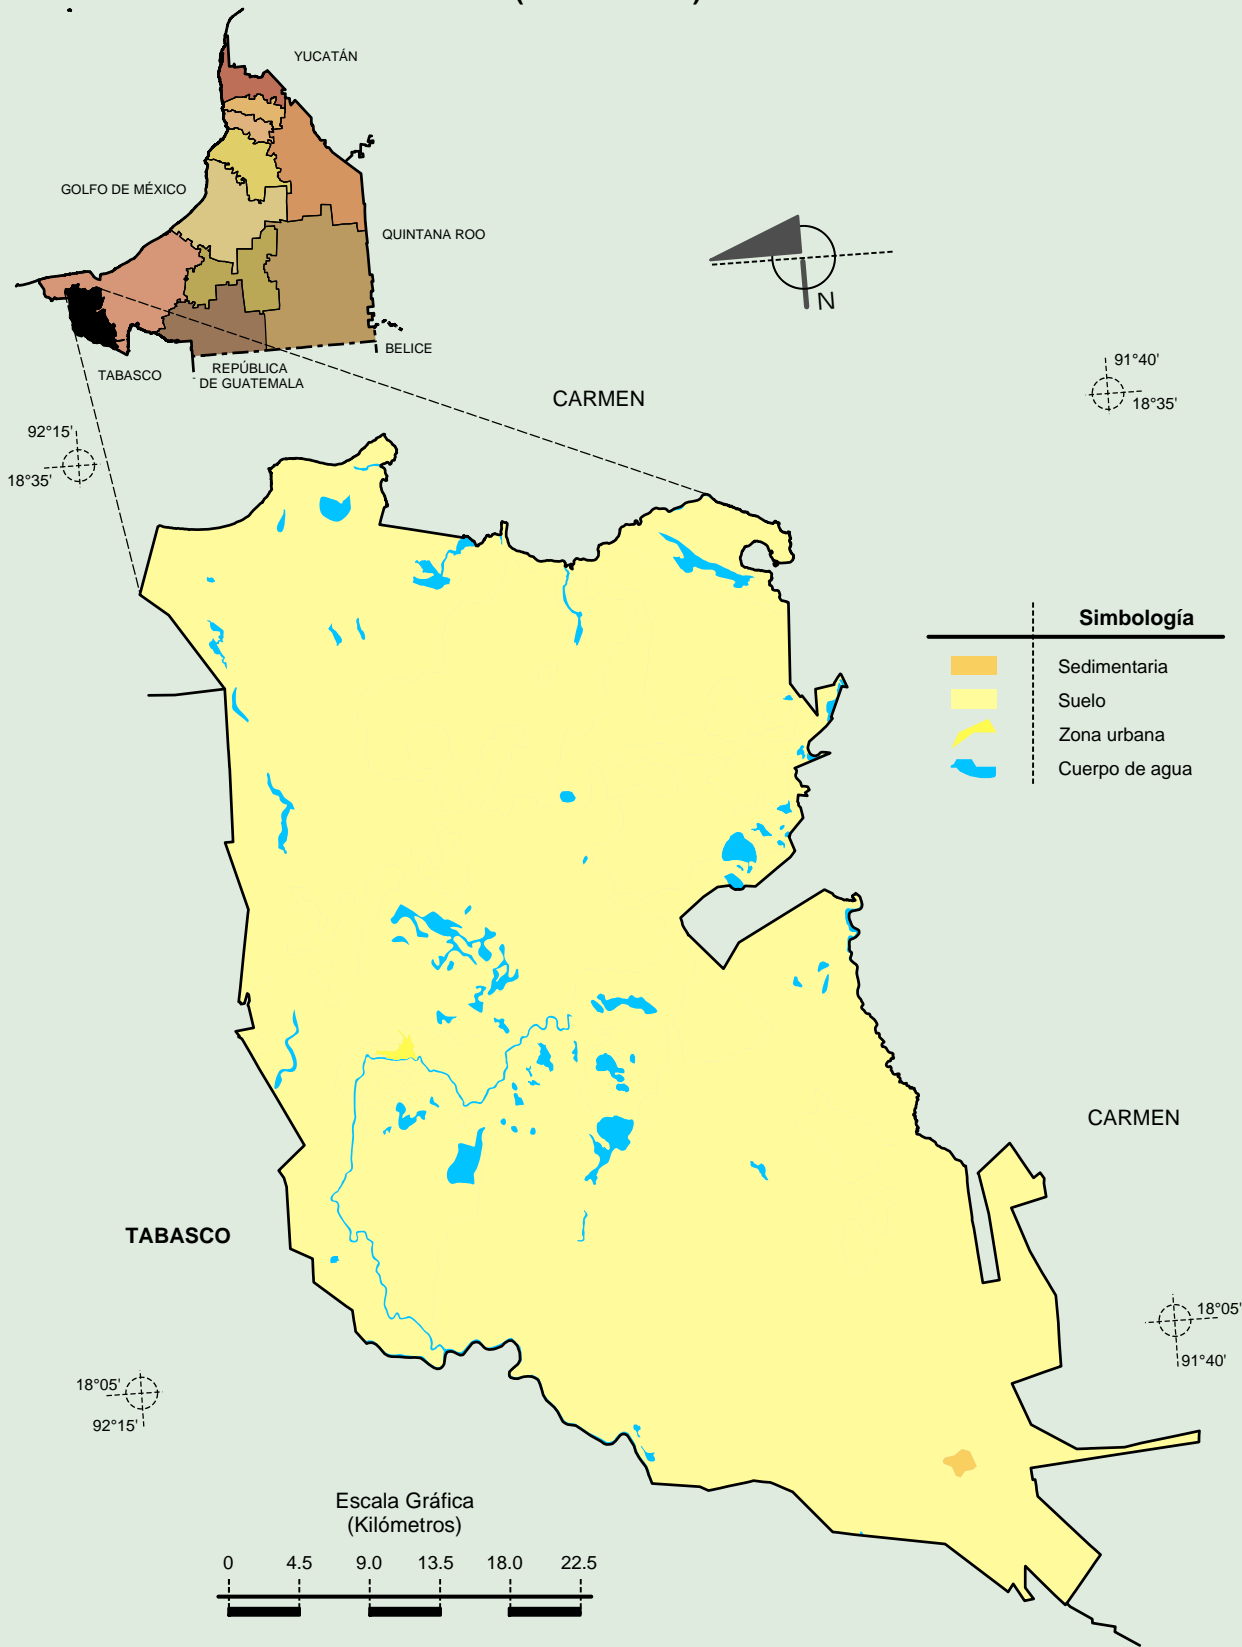 YUCATÁN
GOLFO DE MÉXICO
QUINTANA ROO
N
BELICE
TABASCO
REPÚBLICA
DE GUATEMALA
CARMEN
91°40'
18°35'
92°15'
18°35'
Simbología
Sedimentaria
Suelo
Zona urbana
Cuerpo de agua
CARMEN
TABASCO
18°05'
91°40'
18°05'
92°15'
Escala Gráfica
(Kilómetros)
0 4.5 9.0 13.5 18.0 22.5